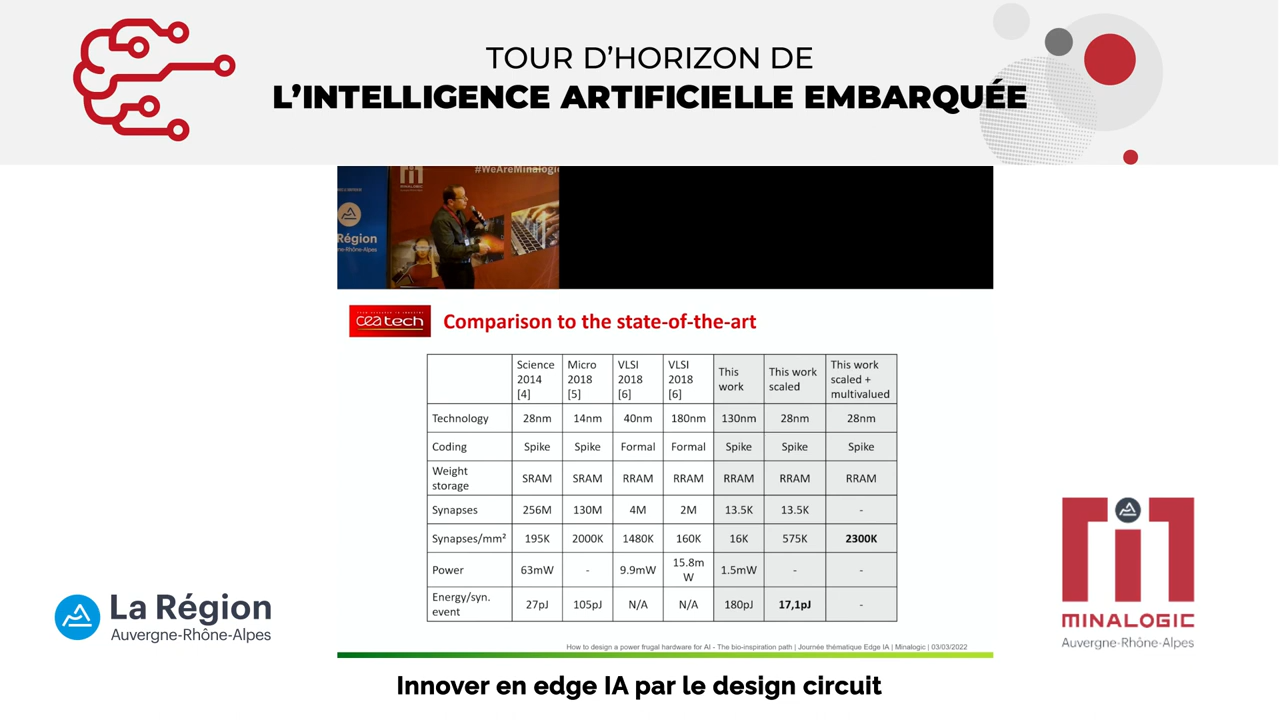 TOUR D'HORIZON DE
L'INTELLIGENCE ARTIFICIELLE EMBARQUÉE
#WeAreMinalogi
MINALOGIC
Région
e-Rhône-Alpes
ceatech
Comparison to the state-of-the-art
Science 2014 [4] Micro 2018 [5] VLSI 2018 [6] VLSI 2018 [6] This work This work scaled This work scaled + multivalued
Technology 28nm 14nm 40nm 180nm 130nm 28nm 28nm
Coding Spike Spike Formal Formal Spike Spike Spike
Weight storage SRAM SRAM RRAM RRAM RRAM RRAM RRAM
Synapses 256M 130M 4M 2M 13.5K 13.5K -
Synapses/mm² 195K 2000K 1480K 160K 16K 575K 2300K
Power 63mW - 9.9mW 15.8mW 1.5mW - -
Energy/syn. event 27pJ 105pJ N/A N/A 180pJ 17,1pJ -
How to design a power frugal hardware for AI - The bio-inspiration path | Journée thématique Edge IA | Minalogic | 03/03/2022
La Région
Auvergne-Rhône-Alpes
MINALOGIC
Auvergne-Rhône-Alpes
Innover en edge IA par le design circuit